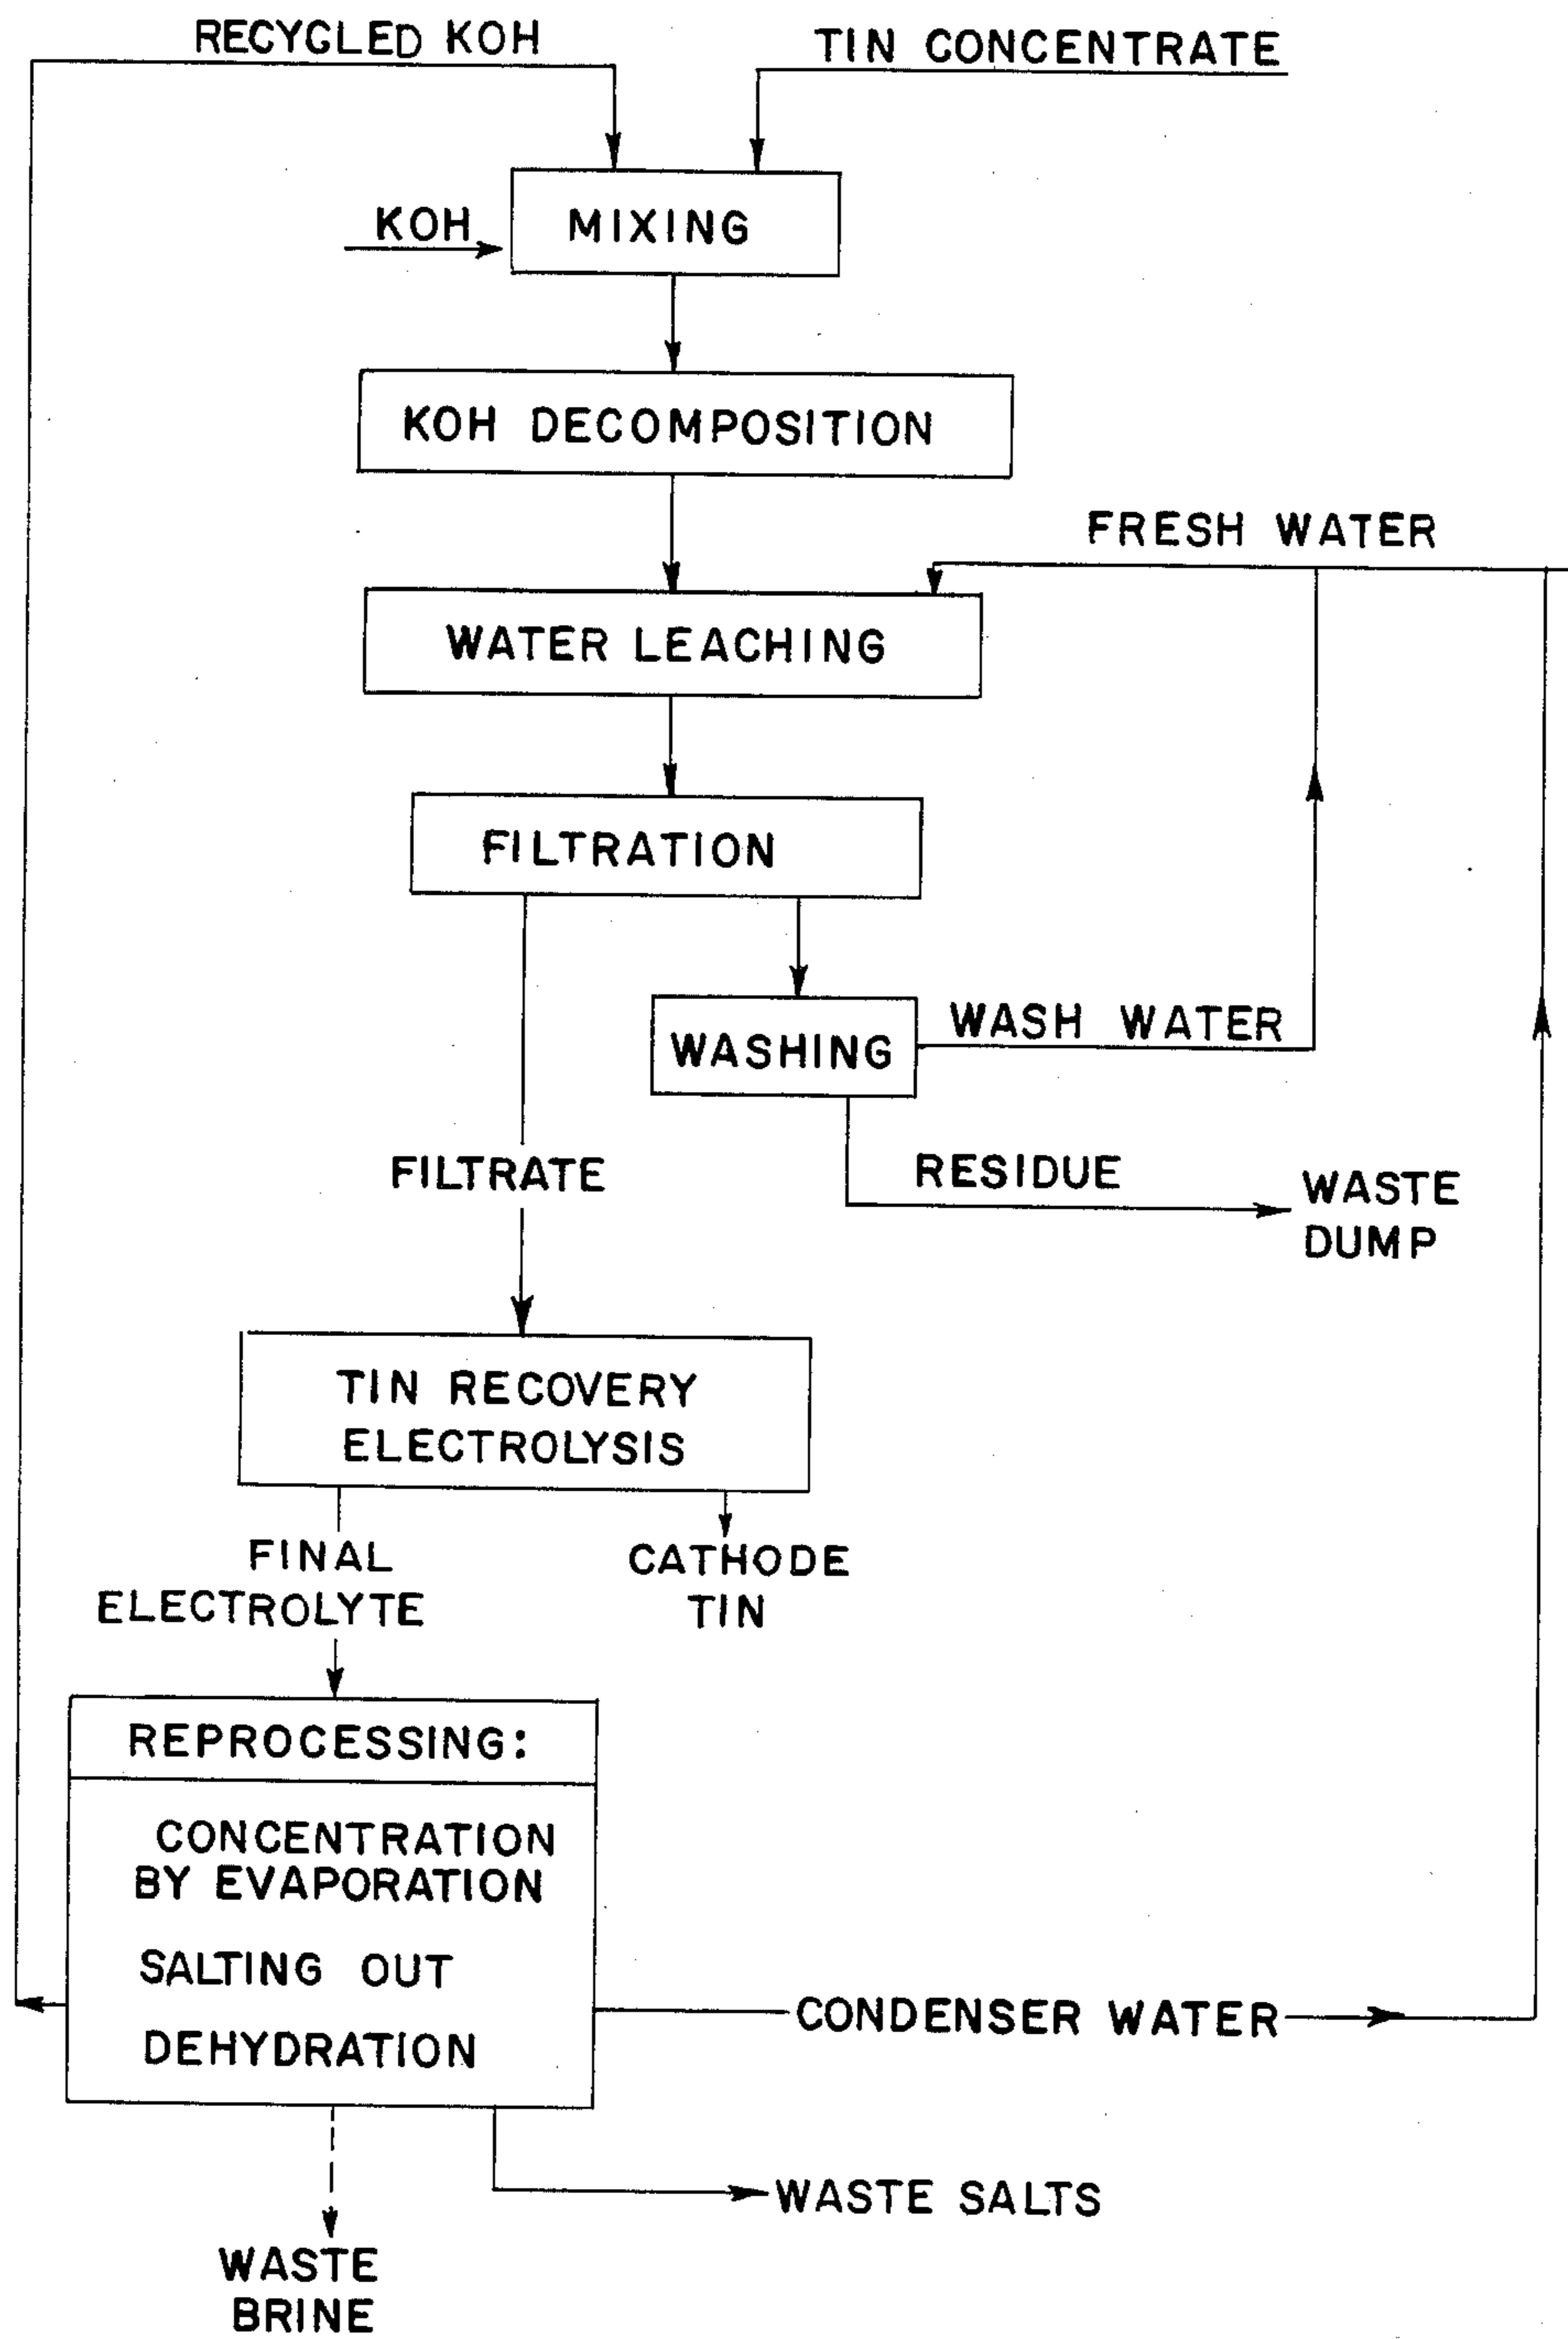 RECYCLED KOH
TIN CONCENTRATE
KOH
MIXING
KOH DECOMPOSITION
FRESH WATER
WATER LEACHING
FILTRATION
WASHING
WASH WATER
FILTRATE
RESIDUE
WASTE
DUMP
TIN RECOVERY
ELECTROLYSIS
FINAL
ELECTROLYTE
CATHODE
TIN
REPROCESSING:
CONCENTRATION
BY EVAPORATION
SALTING OUT
DEHYDRATION
CONDENSER WATER
WASTE SALTS
WASTE
BRINE